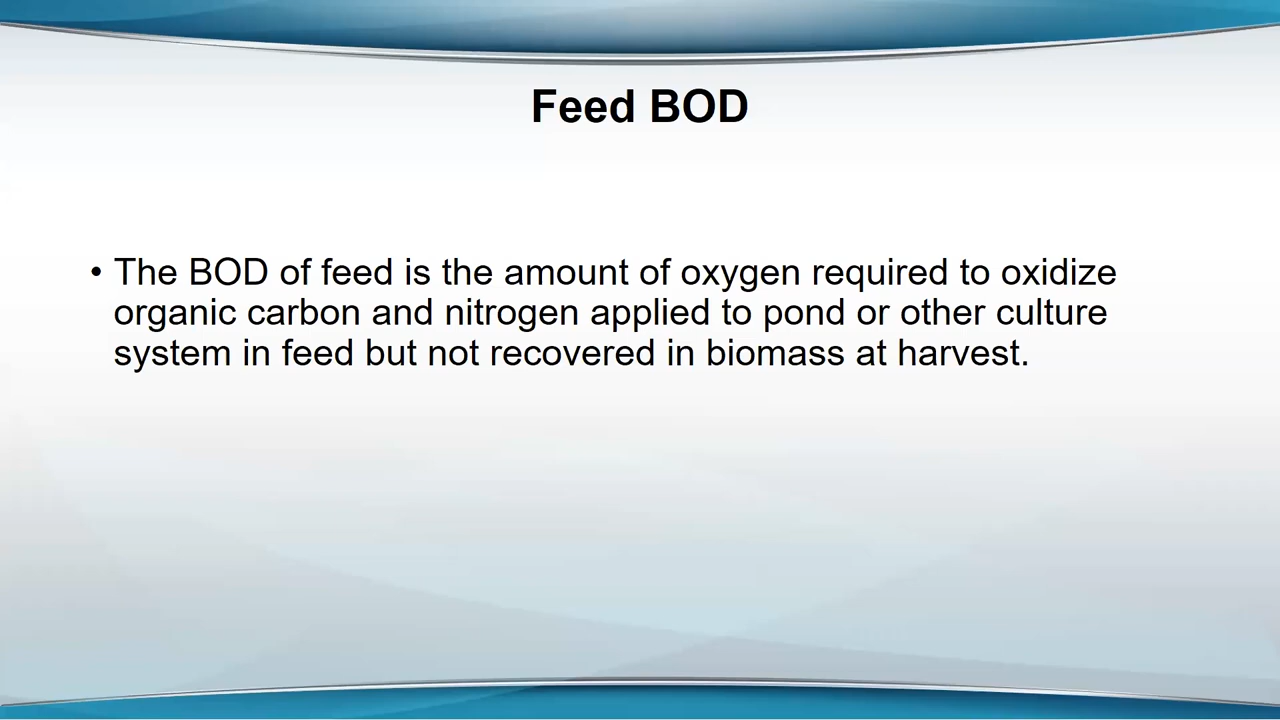 Feed BOD
• The BOD of feed is the amount of oxygen required to oxidize
organic carbon and nitrogen applied to pond or other culture
system in feed but not recovered in biomass at harvest.